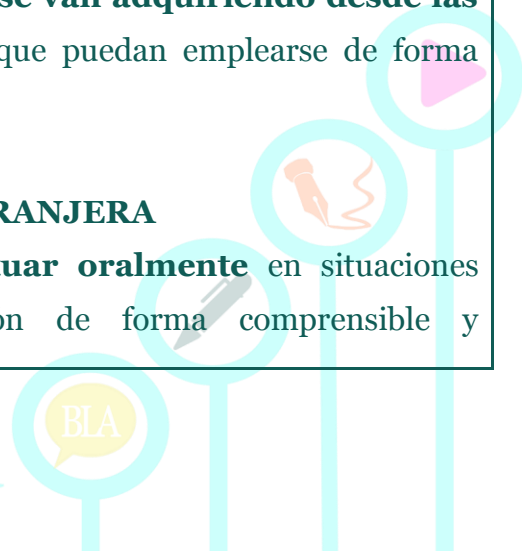 se van adquiriendo desde las
que puedan emplearse de forma
RANJERA
tuar oralmente en situaciones
on de forma comprensible y
BLA